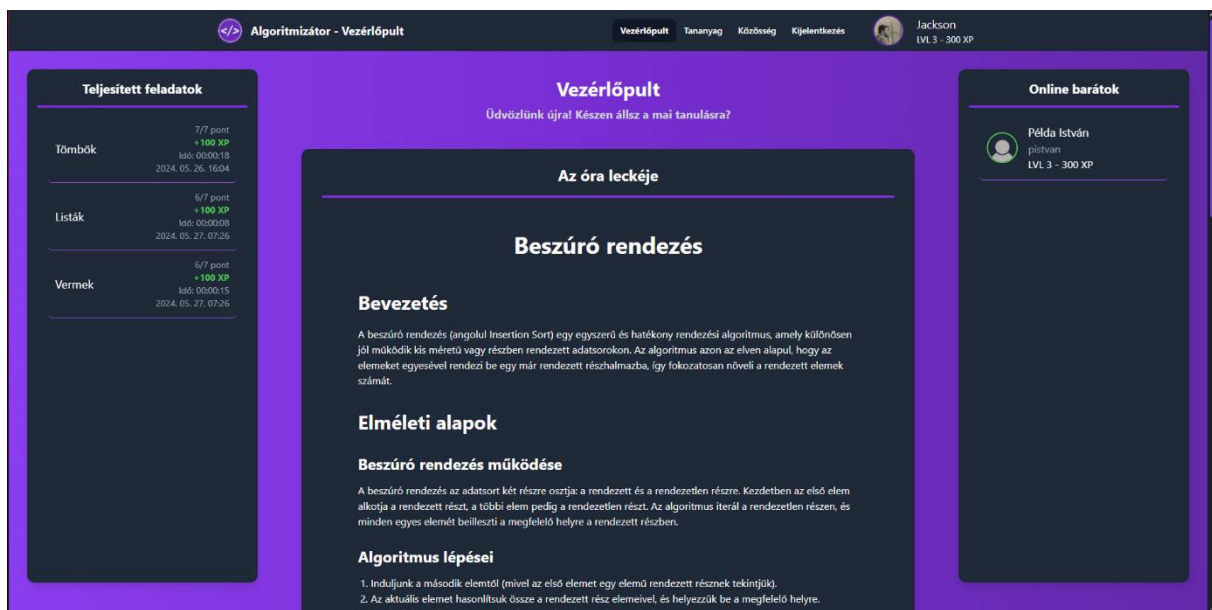 </> Algoritmizátor - Vezérlőpult
Vezérlőpult Tananyag Közösség Kijelentkezés
Jackson
LVL 3 - 300 XP
Teljesített feladatok
Tömbök
7/7 pont
+100 XP
Idő: 00:00:18
2024. 05. 26. 16:04
Listák
6/7 pont
+100 XP
Idő: 00:00:08
2024. 05. 27. 07:26
Vermek
6/7 pont
+100 XP
Idő: 00:00:15
2024. 05. 27. 07:26
Vezérlőpult
Üdvözlünk újra! Készen állsz a mai tanulásra?
Az óra leckéje
Beszúró rendezés
Bevezetés
A beszúró rendezés (angolul Insertion Sort) egy egyszerű és hatékony rendezési algoritmus, amely különösen
jól működik kis méretű vagy részben rendezett adatsorokon. Az algoritmus azon az elven alapul, hogy az
elemeket egyesével rendezi be egy már rendezett részhalmazba, így fokozatosan növeli a rendezett elemek
számát.
Elméleti alapok
Beszúró rendezés működése
A beszúró rendezés az adatsort két részre osztja: a rendezett és a rendezetlen részre. Kezdetben az első elem
alkotja a rendezett részt, a többi elem pedig a rendezetlen részt. Az algoritmus iterál a rendezetlen részen, és
minden egyes elemét beilleszti a megfelelő helyre a rendezett részben.
Algoritmus lépései
1. Induljunk a második elemtől (mivel az első elemet egy elemű rendezett résznek tekintjük).
2. Az aktuális elemet hasonlítsuk össze a rendezett rész elemeivel, és helyezzük be a megfelelő helyre.
Online barátok
Példa István
pistvan
LVL 3 - 300 XP